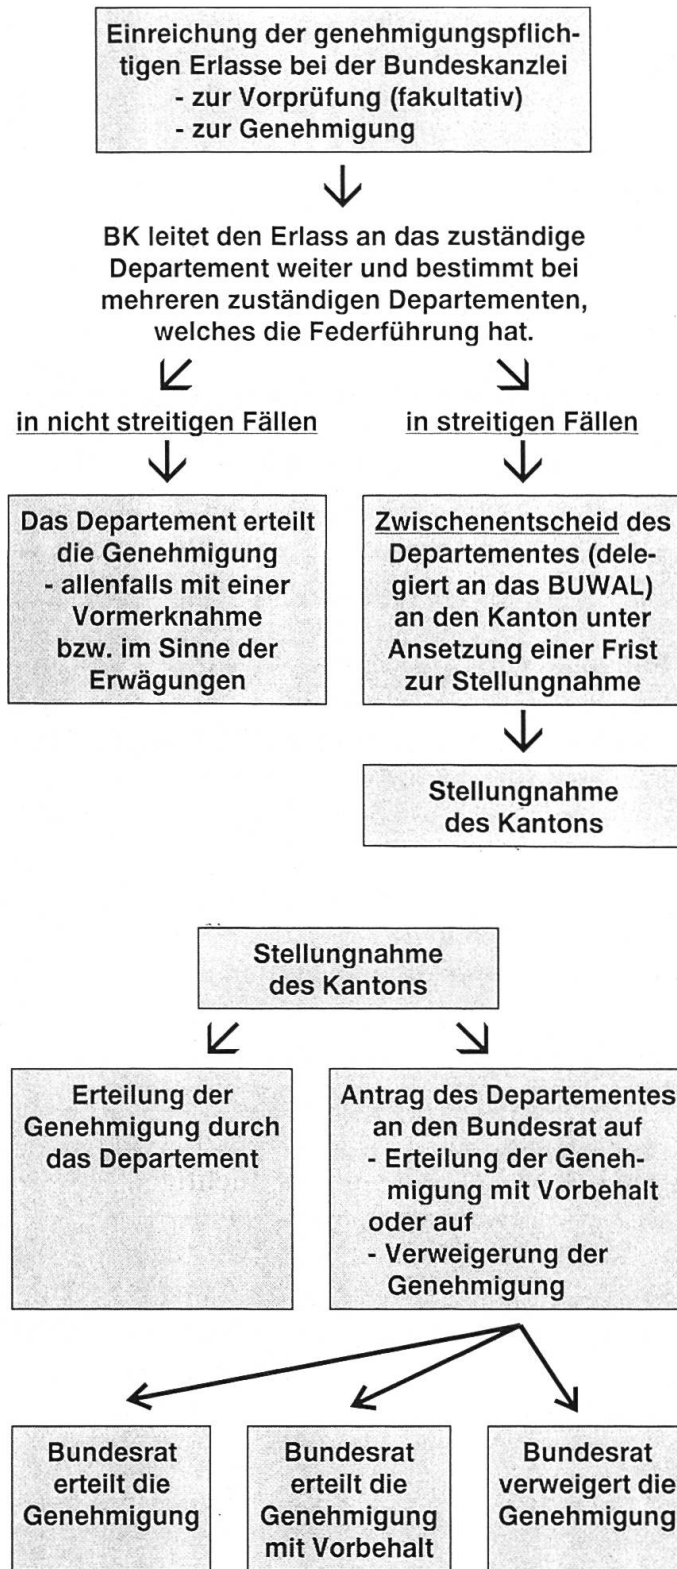 Einreichung der genehmigungspflich-
tigen Erlasse bei der Bundeskanzlei
- zur Vorprüfung (fakultativ)
- zur Genehmigung
BK leitet den Erlass an das zuständige
Departement weiter und bestimmt bei
mehreren zuständigen Departementen,
welches die Federführung hat.
in nicht streitigen Fällen
Das Departement erteilt
die Genehmigung
- allenfalls mit einer
Vormerknahme
bzw. im Sinne der
Erwägungen
in streitigen Fällen
Zwischenentscheid des
Departementes (dele-
giert an das BUWAL)
an den Kanton unter
Ansetzung einer Frist
zur Stellungnahme
Stellungnahme
des Kantons
Stellungnahme
des Kantons
Erteilung der
Genehmigung durch
das Departement
Antrag des Departementes
an den Bundesrat auf
- Erteilung der Geneh-
migung mit Vorbehalt
oder auf
- Verweigerung der
Genehmigung
Bundesrat
erteilt die
Genehmigung
Bundesrat
erteilt die
Genehmigung
mit Vorbehalt
Bundesrat
verweigert die
Genehmigung